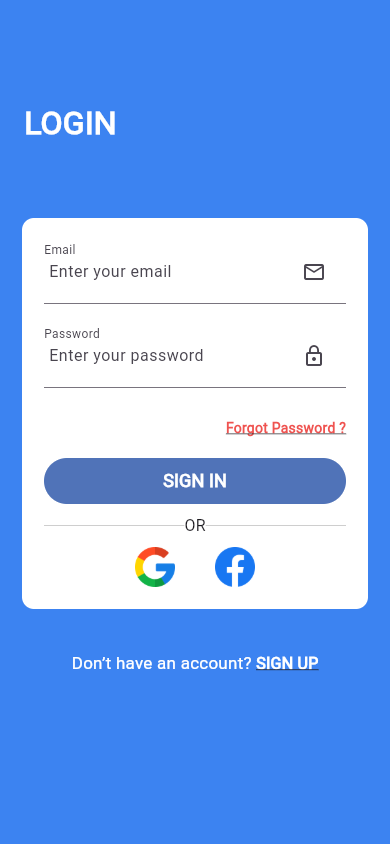 LOGIN
Email
Enter your email
Password
Enter your password
Forgot Password ?
SIGN IN
OR
Don’t have an account? SIGN UP